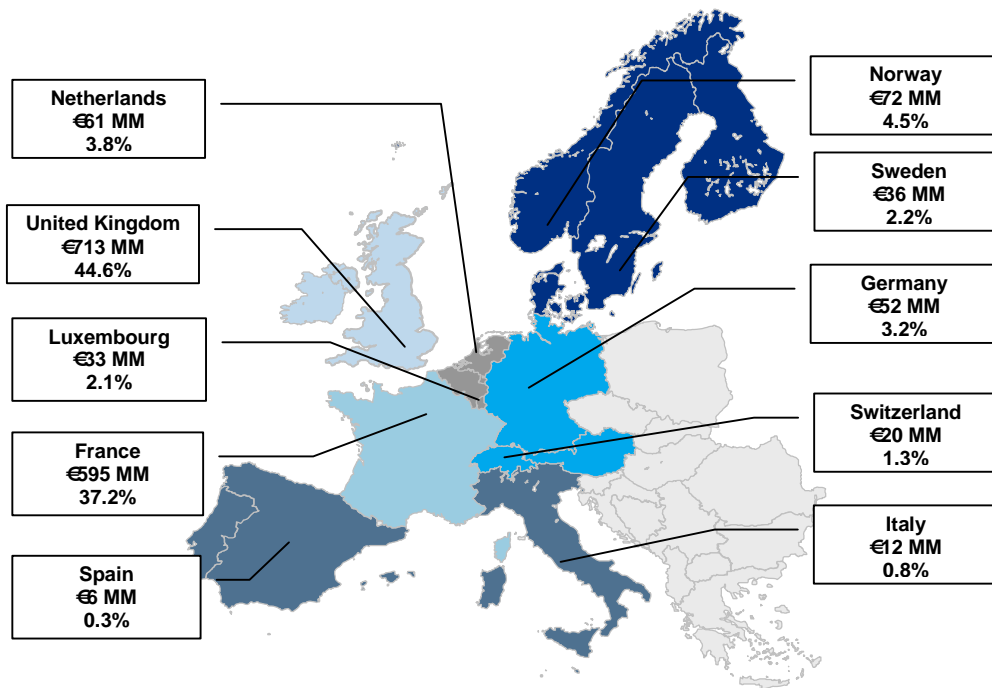 Netherlands
€61 MM
3.8%
United Kingdom
€713 MM
44.6%
Luxembourg
€33 MM
2.1%
France
€595 MM
37.2%
Spain
€6 MM
0.3%
Norway
€72 MM
4.5%
Sweden
€36 MM
2.2%
Germany
€52 MM
3.2%
Switzerland
€20 MM
1.3%
Italy
€12 MM
0.8%